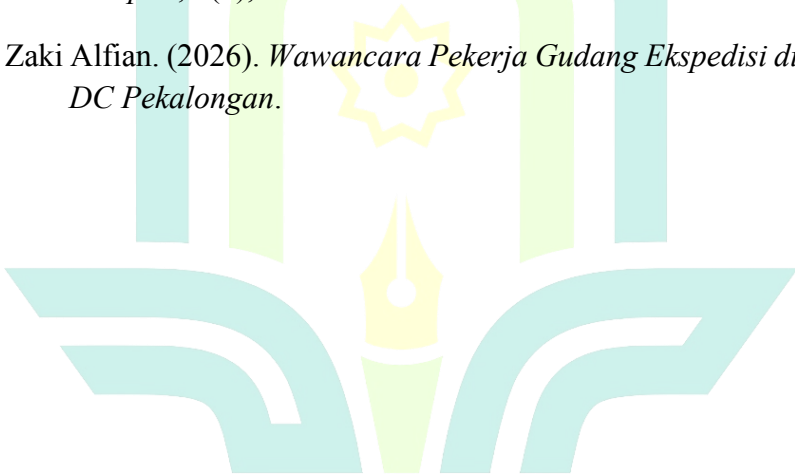 Zaki Alfian. (2026). Wawancara Pekerja Gudang Ekspedisi di
DC Pekalongan.